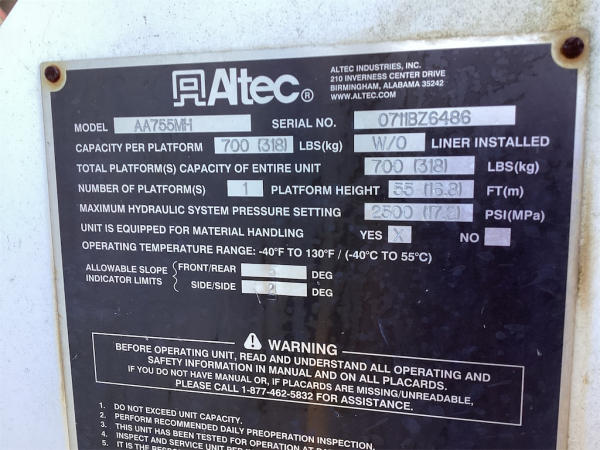 Altec®
ALTEC INDUSTRIES, INC.
210 INVERNESS CENTER DRIVE
BIRMINGHAM, ALABAMA 35242
WWW.ALTEC.COM
MODEL AA755MH SERIAL NO. 0711BZ6486
CAPACITY PER PLATFORM 700 (318) LBS(kg) W/O LINER INSTALLED
TOTAL PLATFORM(S) CAPACITY OF ENTIRE UNIT 700 (318) LBS(kg)
NUMBER OF PLATFORM(S) 1 PLATFORM HEIGHT 55 (16.8) FT(m)
MAXIMUM HYDRAULIC SYSTEM PRESSURE SETTING 2500 (17.2) PSI(MPa)
UNIT IS EQUIPPED FOR MATERIAL HANDLING YES X NO
OPERATING TEMPERATURE RANGE: -40°F TO 130°F / (-40°C TO 55°C)
ALLOWABLE SLOPE INDICATOR LIMITS
FRONT/REAR DEG
SIDE/SIDE DEG
⚠ WARNING
BEFORE OPERATING UNIT, READ AND UNDERSTAND ALL OPERATING AND
SAFETY INFORMATION IN MANUAL AND ON ALL PLACARDS.
IF YOU DO NOT HAVE MANUAL OR, IF PLACARDS ARE MISSING/UNREADABLE,
PLEASE CALL 1-877-462-5832 FOR ASSISTANCE.
1. DO NOT EXCEED UNIT CAPACITY.
2. PERFORM RECOMMENDED DAILY PREOPERATION INSPECTION.
3. THIS UNIT HAS BEEN TESTED FOR OPERATION AT
4. INSPECT AND SERVICE UNIT PER
5. IT IS THE